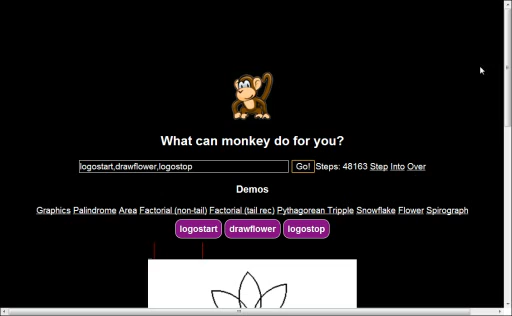 What can monkey do for you?
logostart,drawflower,logostop Go! Steps: 48163 Step Into Over
Demos
Graphics Palindrome Area Factorial (non-tail) Factorial (tail rec) Pythagorean Tripple Snowflake Flower Spirograph
logostart drawflower logostop